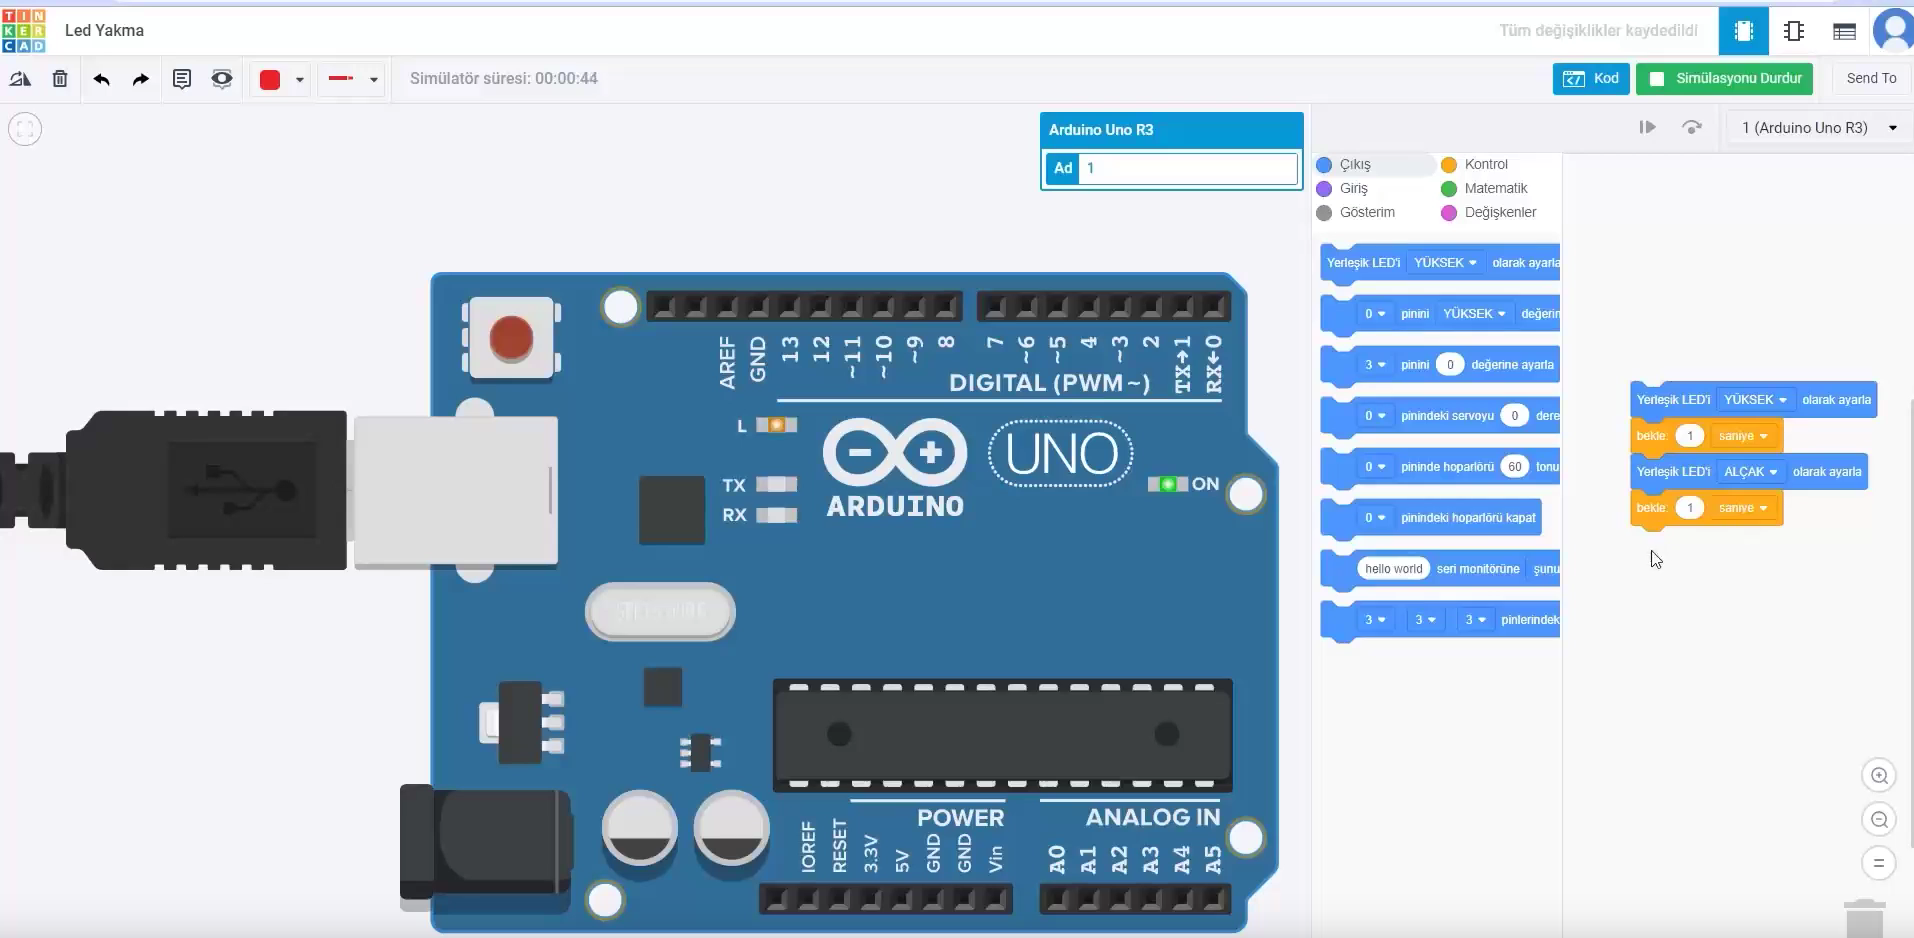 TIN
KER
CAD
Led Yakma
Tüm değişiklikler kaydedildi
Simülatör süresi: 00:00:44
Kod
Simülasyonu Durdur
Send To
Arduino Uno R3
Ad 1
1 (Arduino Uno R3)
Çıkış
Kontrol
Giriş
Matematik
Gösterim
Değişkenler
Yerleşik LED'i YÜKSEK olarak ayarla
0 pinini YÜKSEK değerin
3 pinini 0 değerine ayarla
0 pinindeki servoyu 0 dere
0 pininde hoparlörü 60 tonu
0 pinindeki hoparlörü kapat
hello world seri monitörüne şunu
3 3 3 pinlerindek
Yerleşik LED'i YÜKSEK olarak ayarla
bekle: 1 saniye
Yerleşik LED'i ALÇAK olarak ayarla
bekle: 1 saniye
AREF
GND
13
12
~11
~10
~9
8
7
~6
~5
4
~3
2
TX→1
RX←0
DIGITAL (PWM~)
L
TX
RX
UNO
ARDUINO
ON
POWER
ANALOG IN
IOREF
RESET
3.3V
5V
GND
GND
Vin
A0
A1
A2
A3
A4
A5